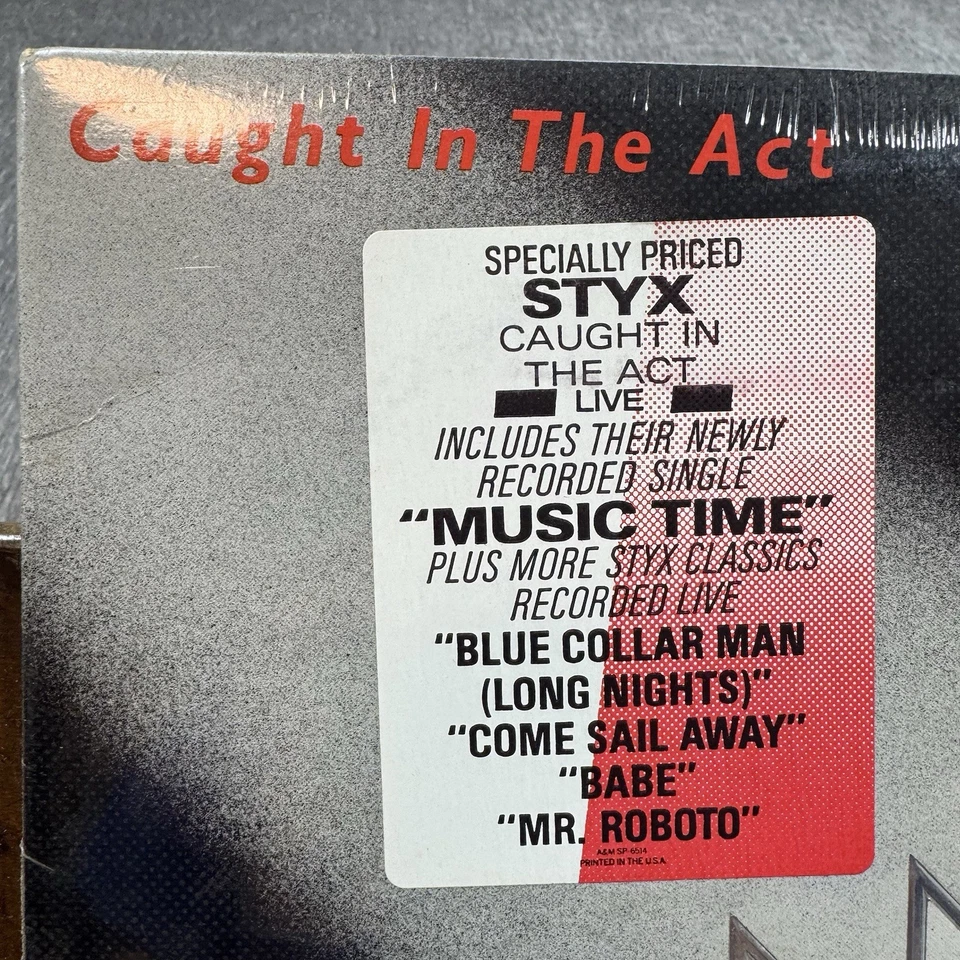 Caught In The Act
SPECIALLY PRICED
STYX
CAUGHT IN
THE ACT
LIVE
INCLUDES THEIR NEWLY
RECORDED SINGLE
“MUSIC TIME”
PLUS MORE STYX CLASSICS
RECORDED LIVE
“BLUE COLLAR MAN
(LONG NIGHTS)”
“COME SAIL AWAY”
“BABE”
“MR. ROBOTO”
A&M SP-6514
PRINTED IN THE U.S.A.